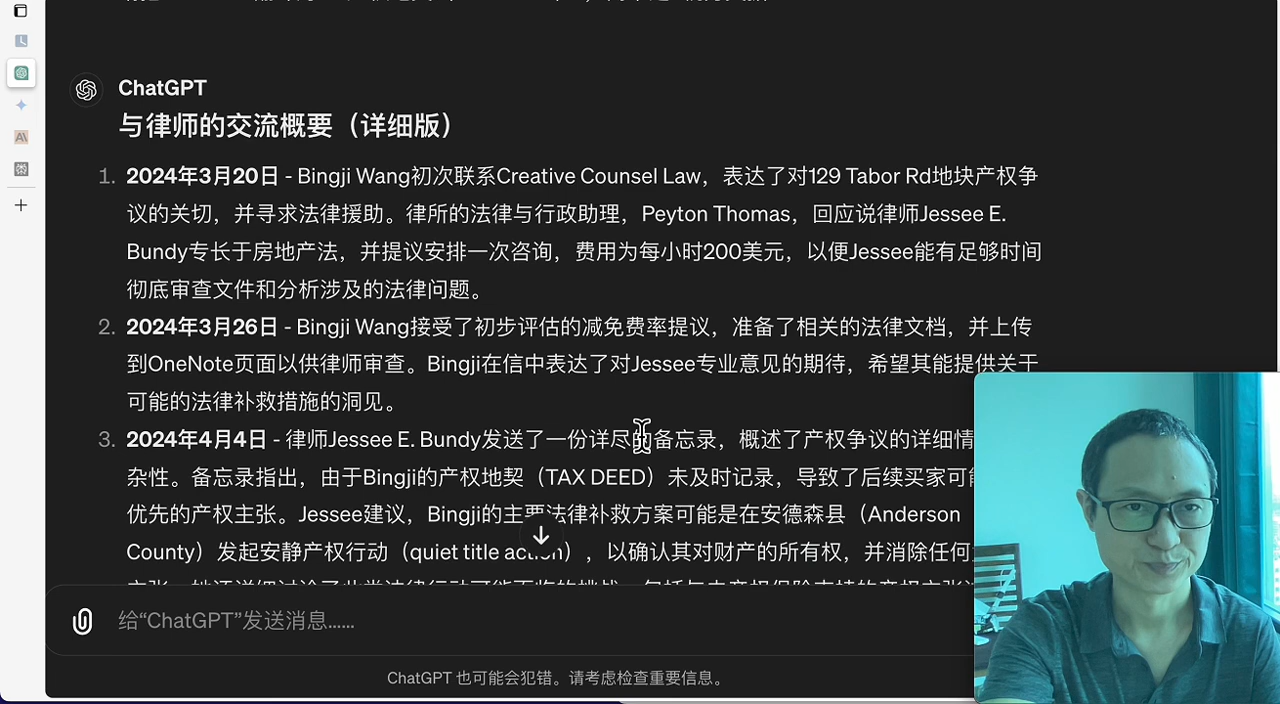 ChatGPT
与律师的交流概要（详细版）
1. 2024年3月20日 - Bingji Wang初次联系Creative Counsel Law，表达了对129 Tabor Rd地块产权争
议的关切，并寻求法律援助。律所的法律与行政助理，Peyton Thomas，回应说律师Jessee E.
Bundy专长于房地产法，并提议安排一次咨询，费用为每小时200美元，以便Jessee能有足够时间
彻底审查文件和分析涉及的法律问题。
2. 2024年3月26日 - Bingji Wang接受了初步评估的减免费率提议，准备了相关的法律文档，并上传
到OneNote页面以供律师审查。Bingji在信中表达了对Jessee专业意见的期待，希望其能提供关于
可能的法律补救措施的洞见。
3. 2024年4月4日 - 律师Jessee E. Bundy发送了一份详尽的备忘录，概述了产权争议的详细情
杂性。备忘录指出，由于Bingji的产权地契（TAX DEED）未及时记录，导致了后续买家可能
优先的产权主张。Jessee建议，Bingji的主要法律补救方案可能是在安德森县（Anderson
County）发起安静产权行动（quiet title action），以确认其对财产的所有权，并消除任何
给“ChatGPT”发送消息……
ChatGPT 也可能会犯错。请考虑检查重要信息。